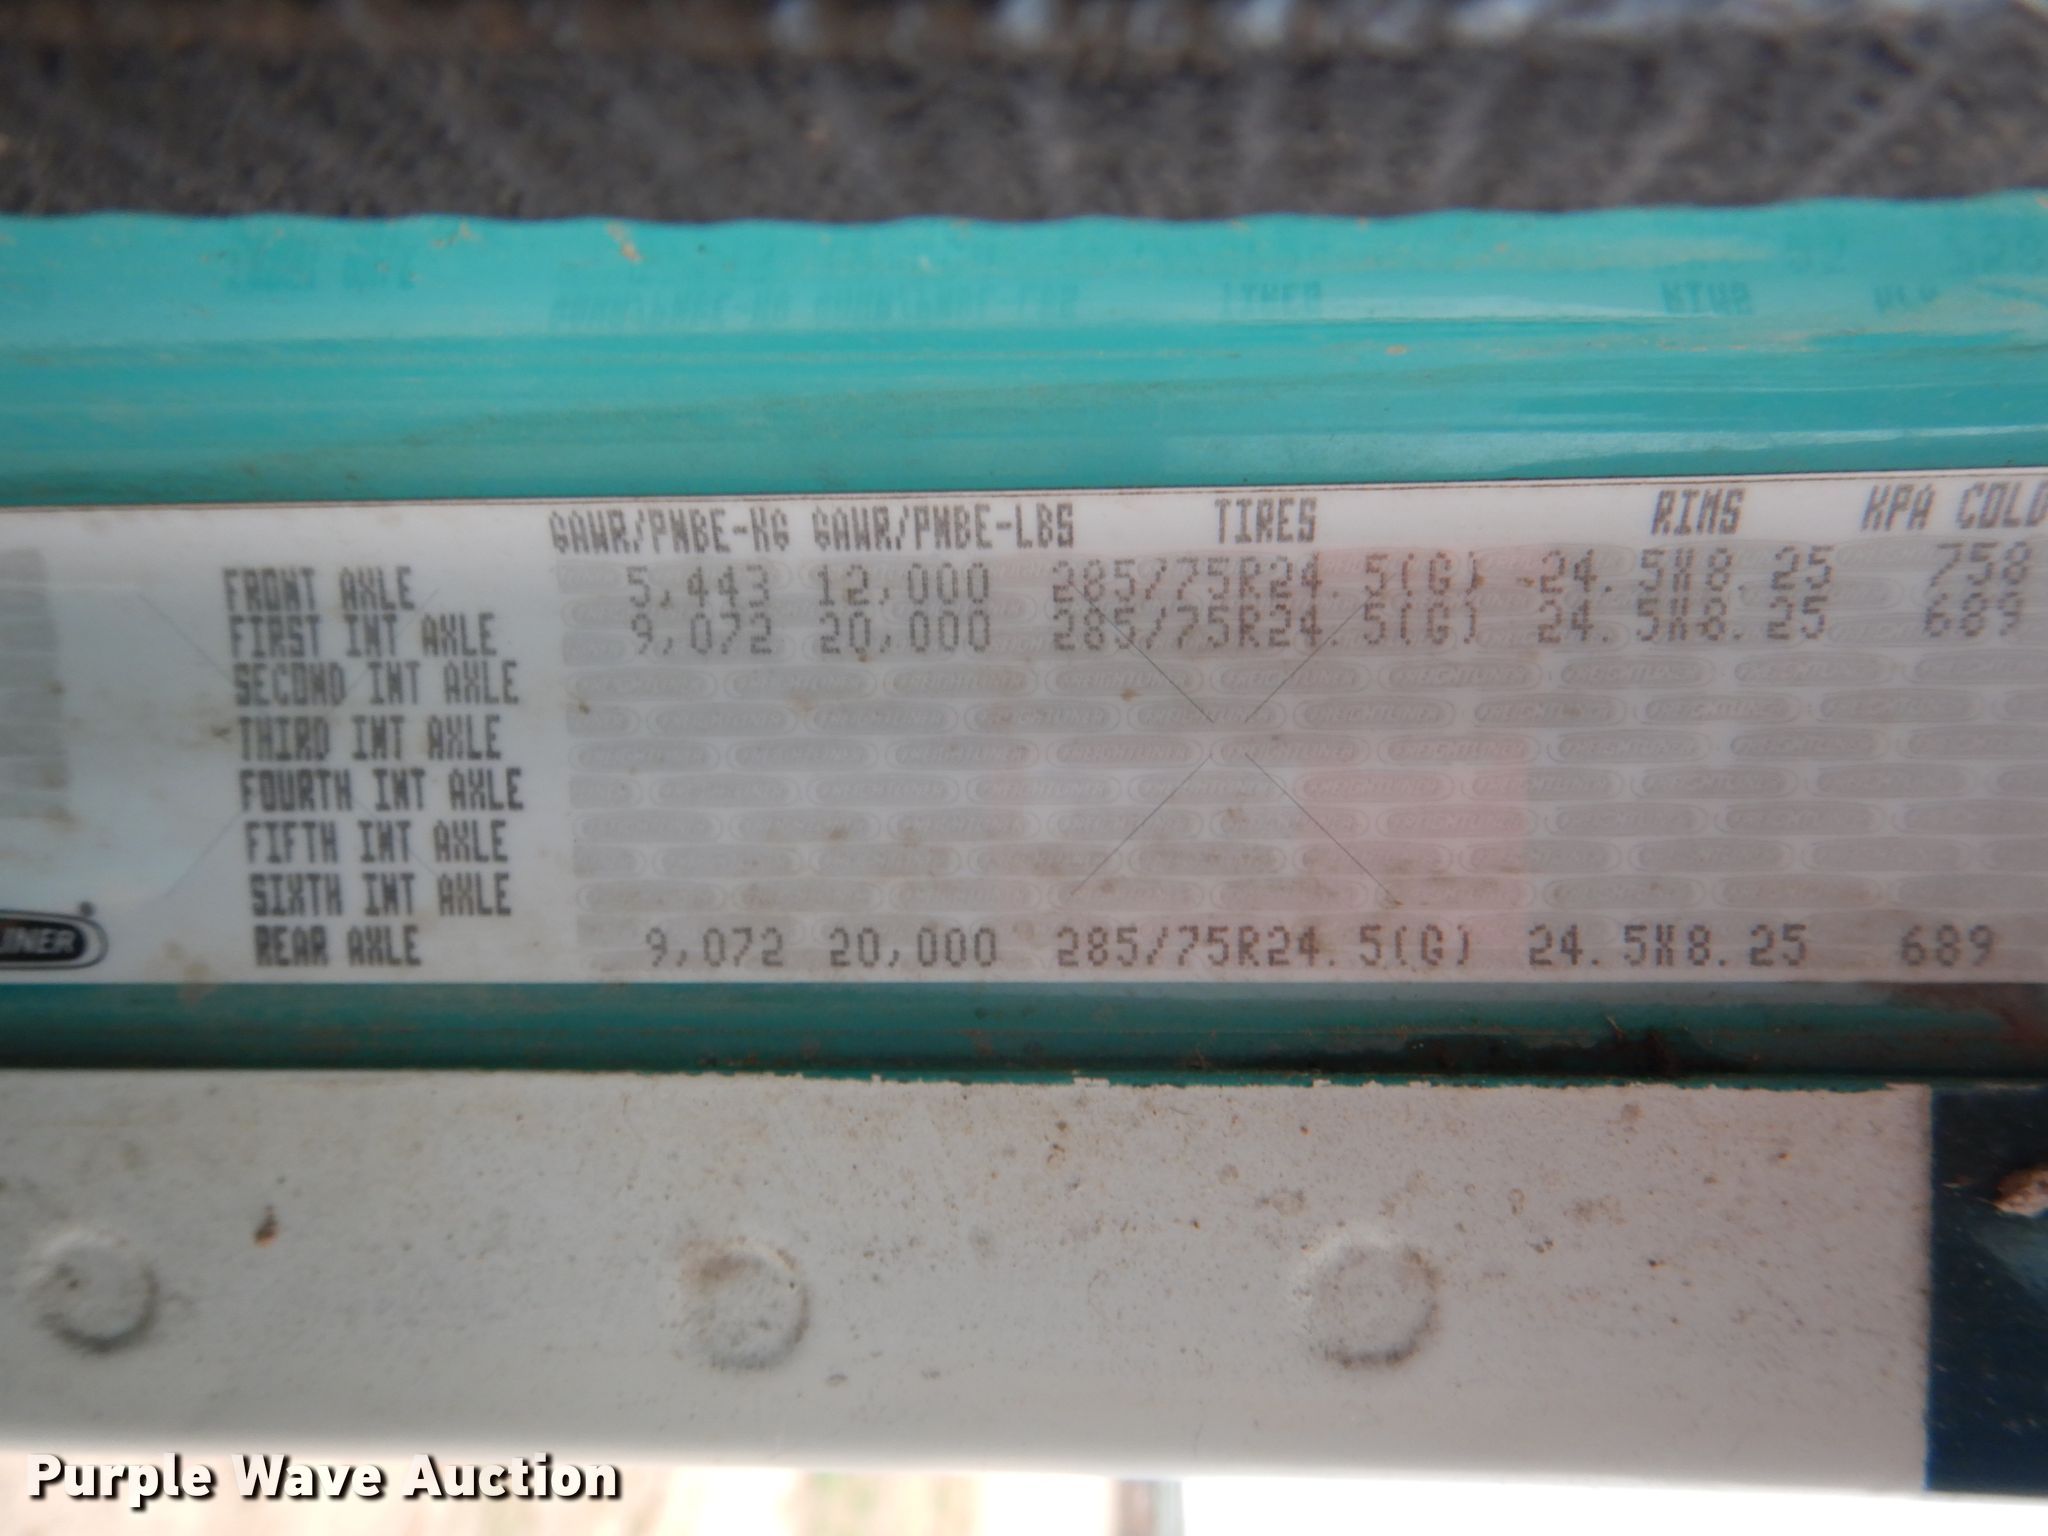 GAWR/PNBE-KG GAWR/PNBE-LBS TIRES RIMS KPA COLD
FRONT AXLE 5,443 12,000 285/75R24.5(G) 24.5X8.25 758
FIRST INT AXLE 9,072 20,000 285/75R24.5(G) 24.5X8.25 689
SECOND INT AXLE
THIRD INT AXLE
FOURTH INT AXLE
FIFTH INT AXLE
SIXTH INT AXLE
REAR AXLE 9,072 20,000 285/75R24.5(G) 24.5X8.25 689
Purple Wave Auction